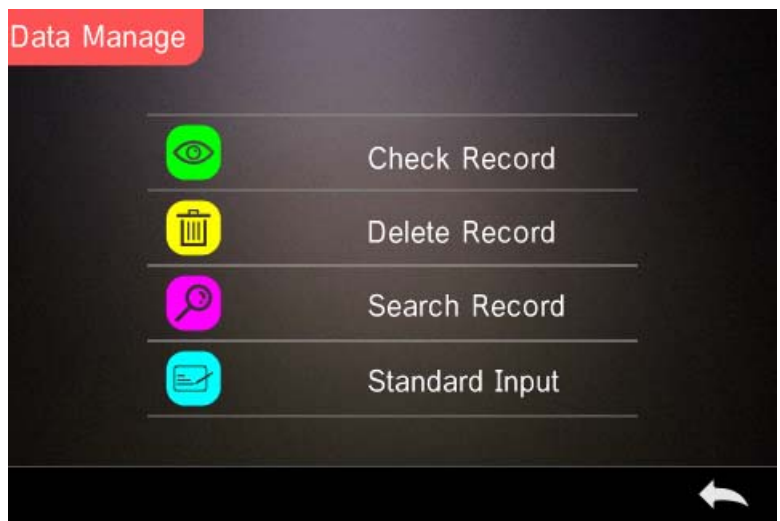 Data Manage
Check Record
Delete Record
Search Record
Standard Input